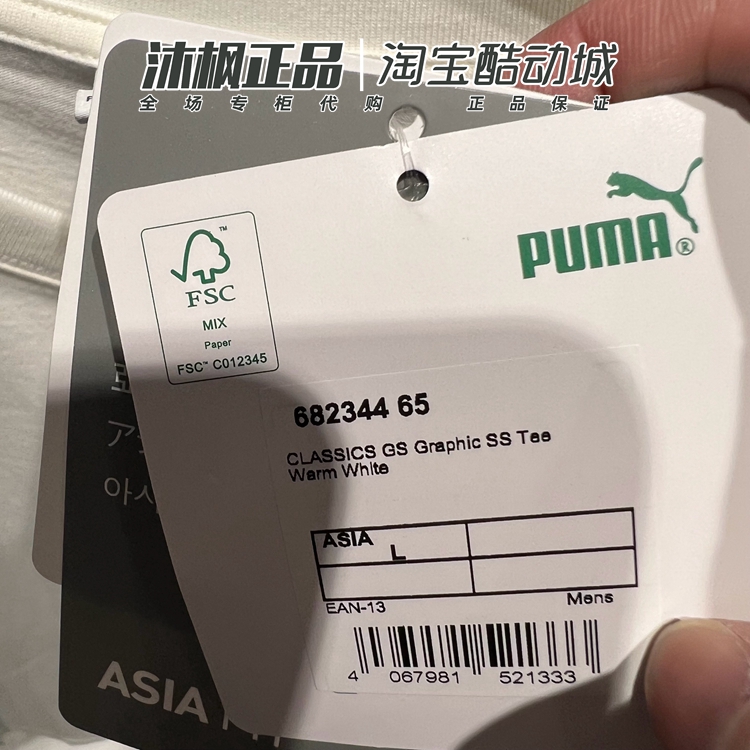 沐枫正品 | 淘宝酷动城
全场专柜代购 正品保证
PUMA®
FSC™
MIX
Paper
FSC™ C012345
682344 65
CLASSICS GS Graphic SS Tee
Warm White
ASIA L
EAN-13 Mens
4 067981 521333
ASIA